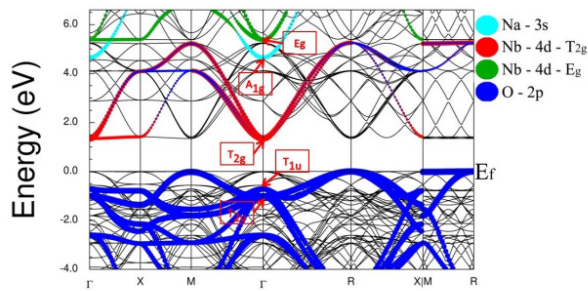 Energy (eV)
6.0
4.0
2.0
0.0
-2.0
-4.0
Eg
A1g
T2g
T1u
Ef
Γ X M Γ R X|M R
Na - 3s
Nb - 4d - T2g
Nb - 4d - Eg
O - 2p